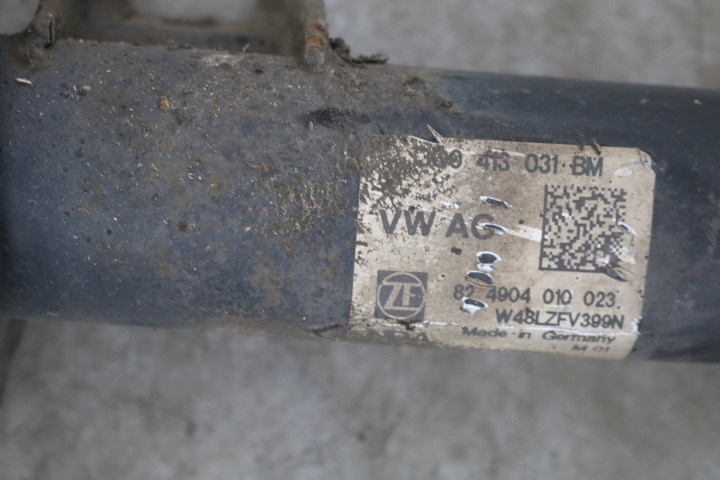 413 031 BM
VW AG
ZF
82 4904 010 023
W48LZFV399N
Made in Germany
M 01